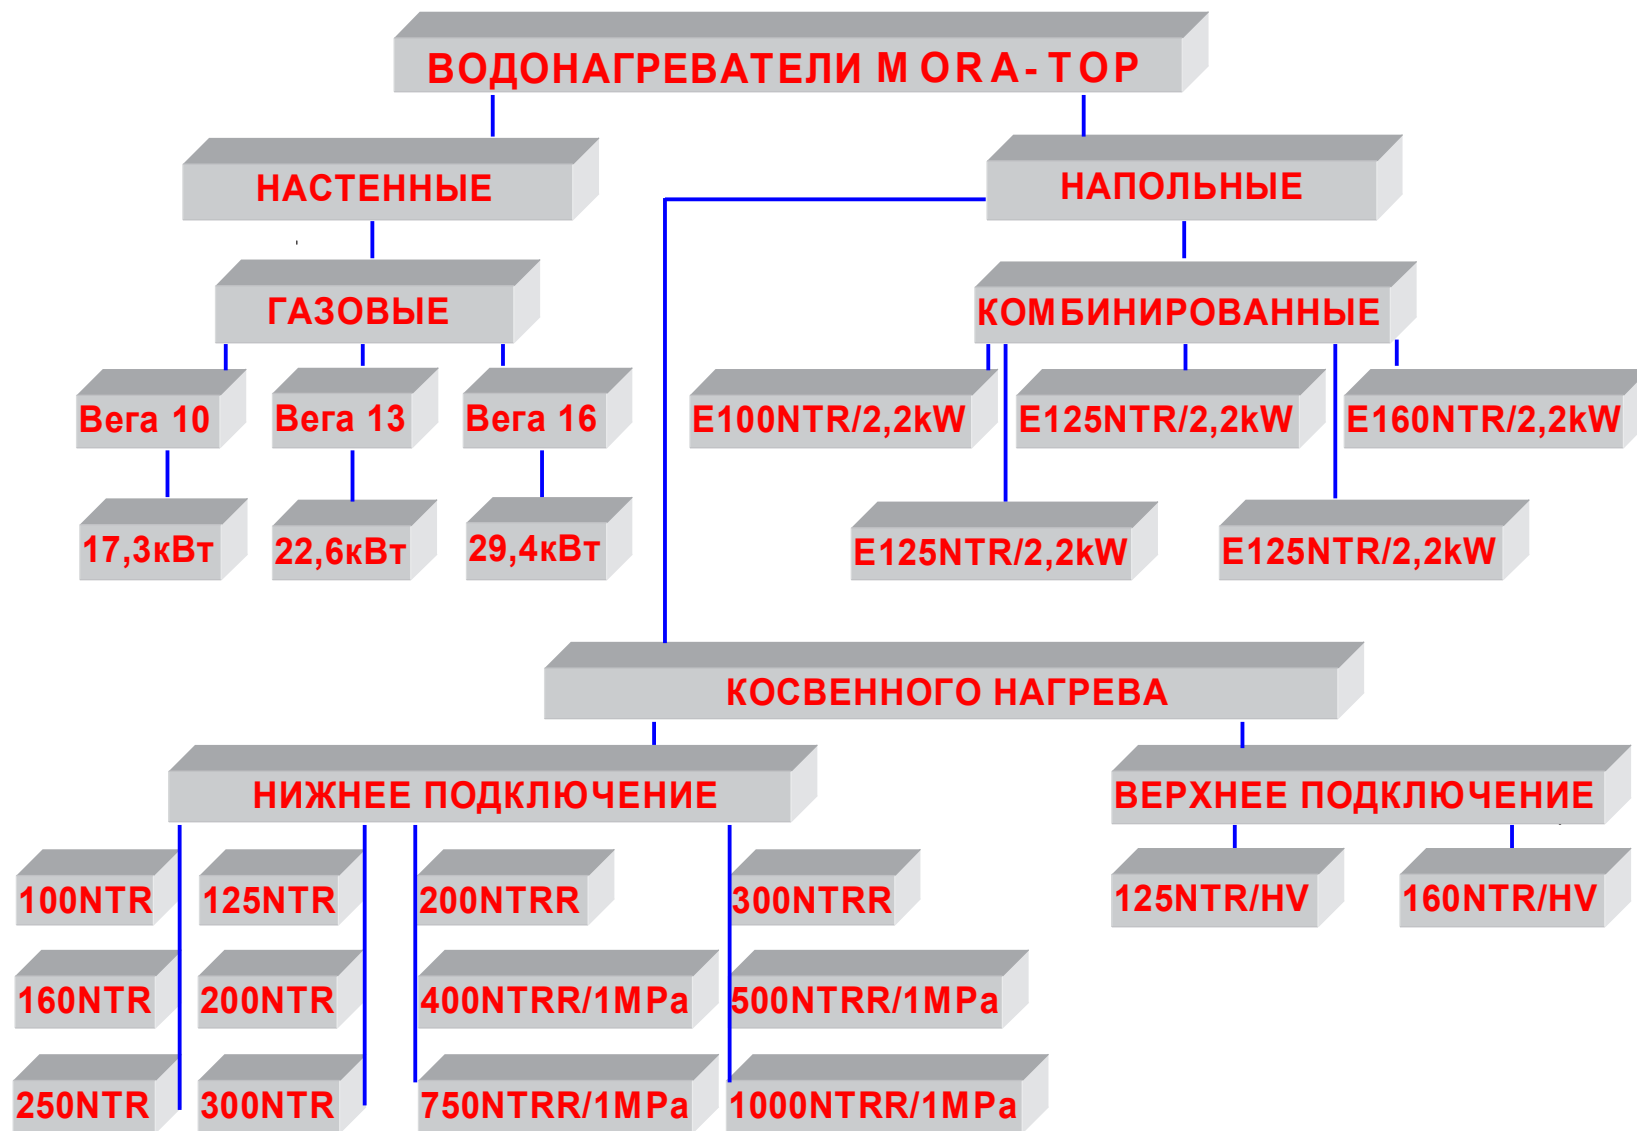 ВОДОНАГРЕВАТЕЛИ MORA-TOP
НАСТЕННЫЕ
НАПОЛЬНЫЕ
ГАЗОВЫЕ
КОМБИНИРОВАННЫЕ
Вега 10
Вега 13
Вега 16
E100NTR/2,2kW
E125NTR/2,2kW
E160NTR/2,2kW
17,3кВт
22,6кВт
29,4кВт
E125NTR/2,2kW
E125NTR/2,2kW
КОСВЕННОГО НАГРЕВА
НИЖНЕЕ ПОДКЛЮЧЕНИЕ
ВЕРХНЕЕ ПОДКЛЮЧЕНИЕ
100NTR
125NTR
200NTRR
300NTRR
125NTR/HV
160NTR/HV
160NTR
200NTR
400NTRR/1MPa
500NTRR/1MPa
250NTR
300NTR
750NTRR/1MPa
1000NTRR/1MPa